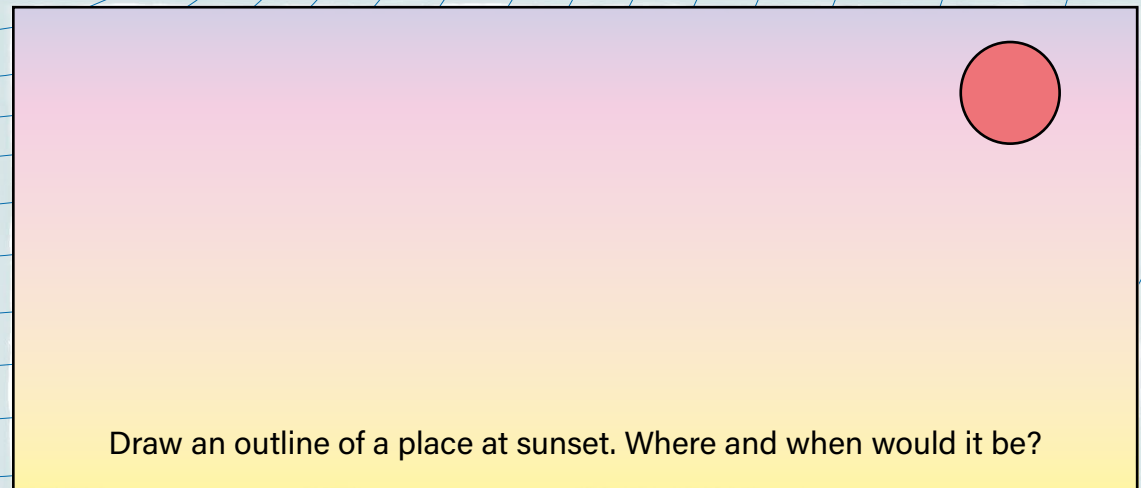 Draw an outline of a place at sunset. Where and when would it be?